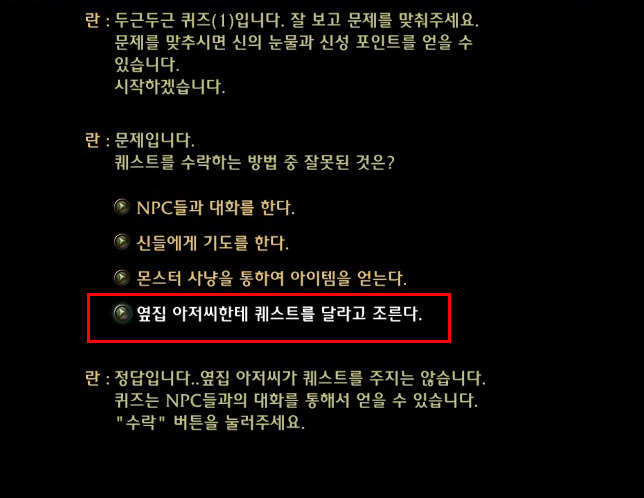 란 : 두근두근 퀴즈(1)입니다. 잘 보고 문제를 맞춰주세요.
문제를 맞추시면 신의 눈물과 신성 포인트를 얻을 수
있습니다.
시작하겠습니다.
란 : 문제입니다.
퀘스트를 수락하는 방법 중 잘못된 것은?
NPC들과 대화를 한다.
신들에게 기도를 한다.
몬스터 사냥을 통하여 아이템을 얻는다.
옆집 아저씨한테 퀘스트를 달라고 조른다.
란 : 정답입니다..옆집 아저씨가 퀘스트를 주지는 않습니다.
퀴즈는 NPC들과의 대화를 통해서 얻을 수 있습니다.
"수락" 버튼을 눌러주세요.